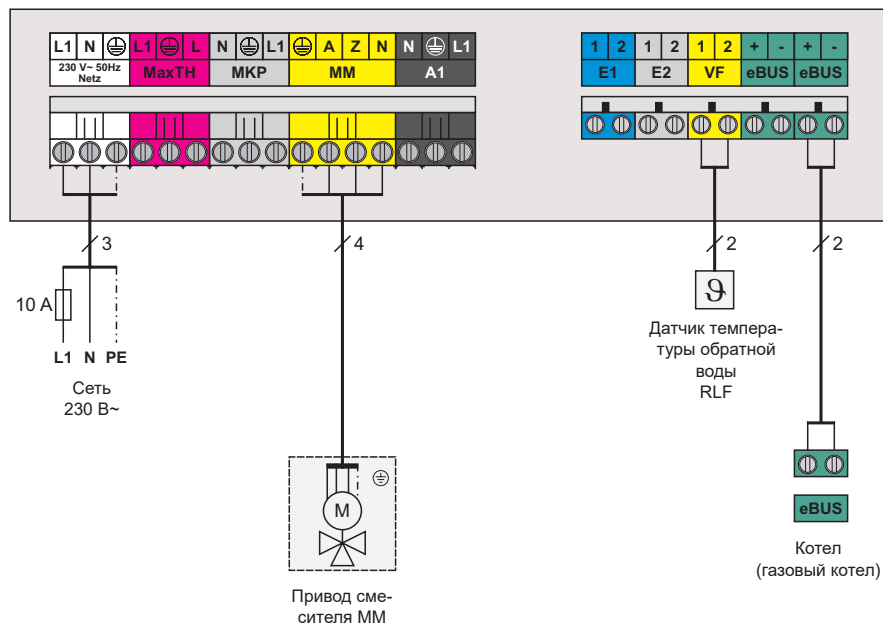 L1 N L1 L N L1 A Z N N L1
230 V~ 50Hz
Netz
MaxTH MKP MM A1
1 2 1 2 1 2 + - + -
E1 E2 VF eBUS eBUS
3 4 2 2
10 A
L1 N PE
Сеть
230 В~
M
Привод сме-
сителя ММ
ϑ
Датчик темпера-
туры обратной
воды
RLF
eBUS
Котел
(газовый котел)